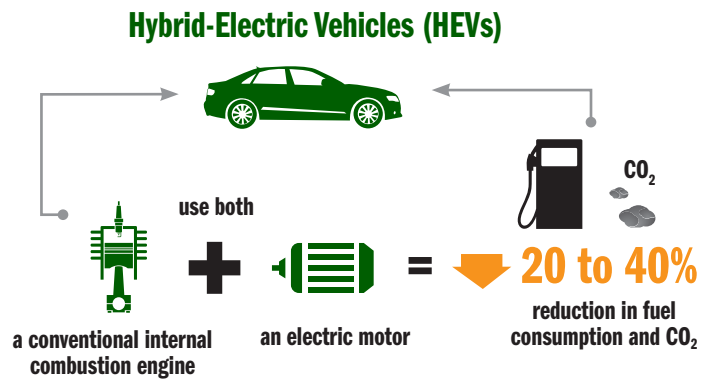 Hybrid-Electric Vehicles (HEVs)
CO₂
use both
+
=
20 to 40%
a conventional internal
combustion engine
an electric motor
reduction in fuel
consumption and CO₂